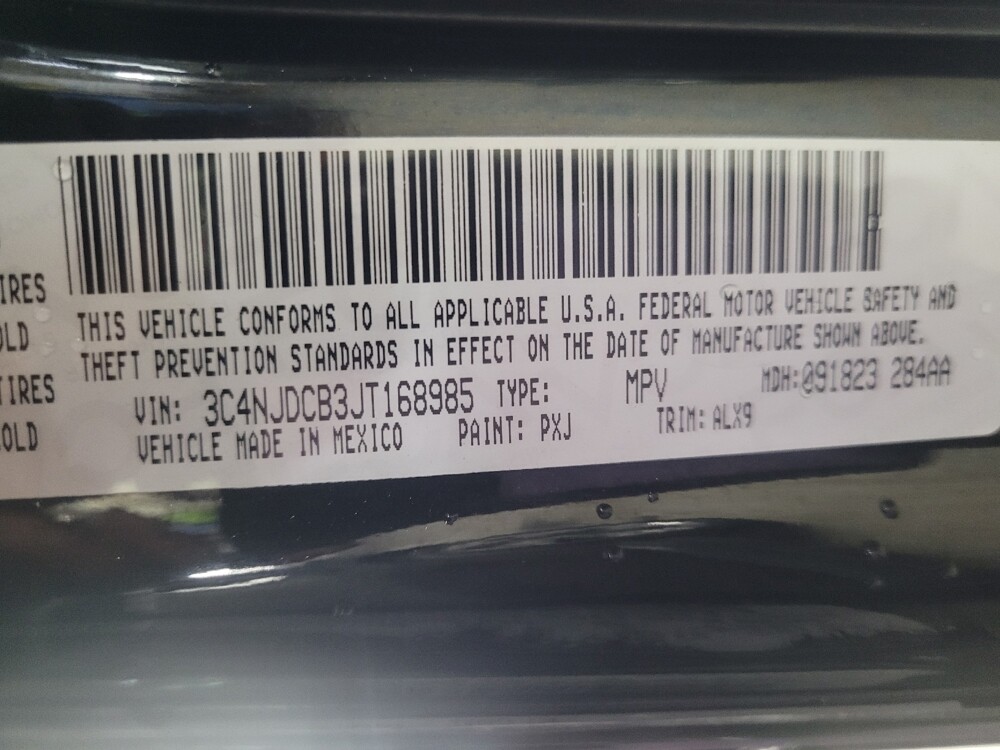 IRES
OLD
TIRES
OLD
THIS VEHICLE CONFORMS TO ALL APPLICABLE U.S.A. FEDERAL MOTOR VEHICLE SAFETY AND
THEFT PREVENTION STANDARDS IN EFFECT ON THE DATE OF MANUFACTURE SHOWN ABOVE.
VIN: 3C4NJDCB3JT168985 TYPE: MPV MDH:091823 284AA
VEHICLE MADE IN MEXICO PAINT: PXJ TRIM: ALX9